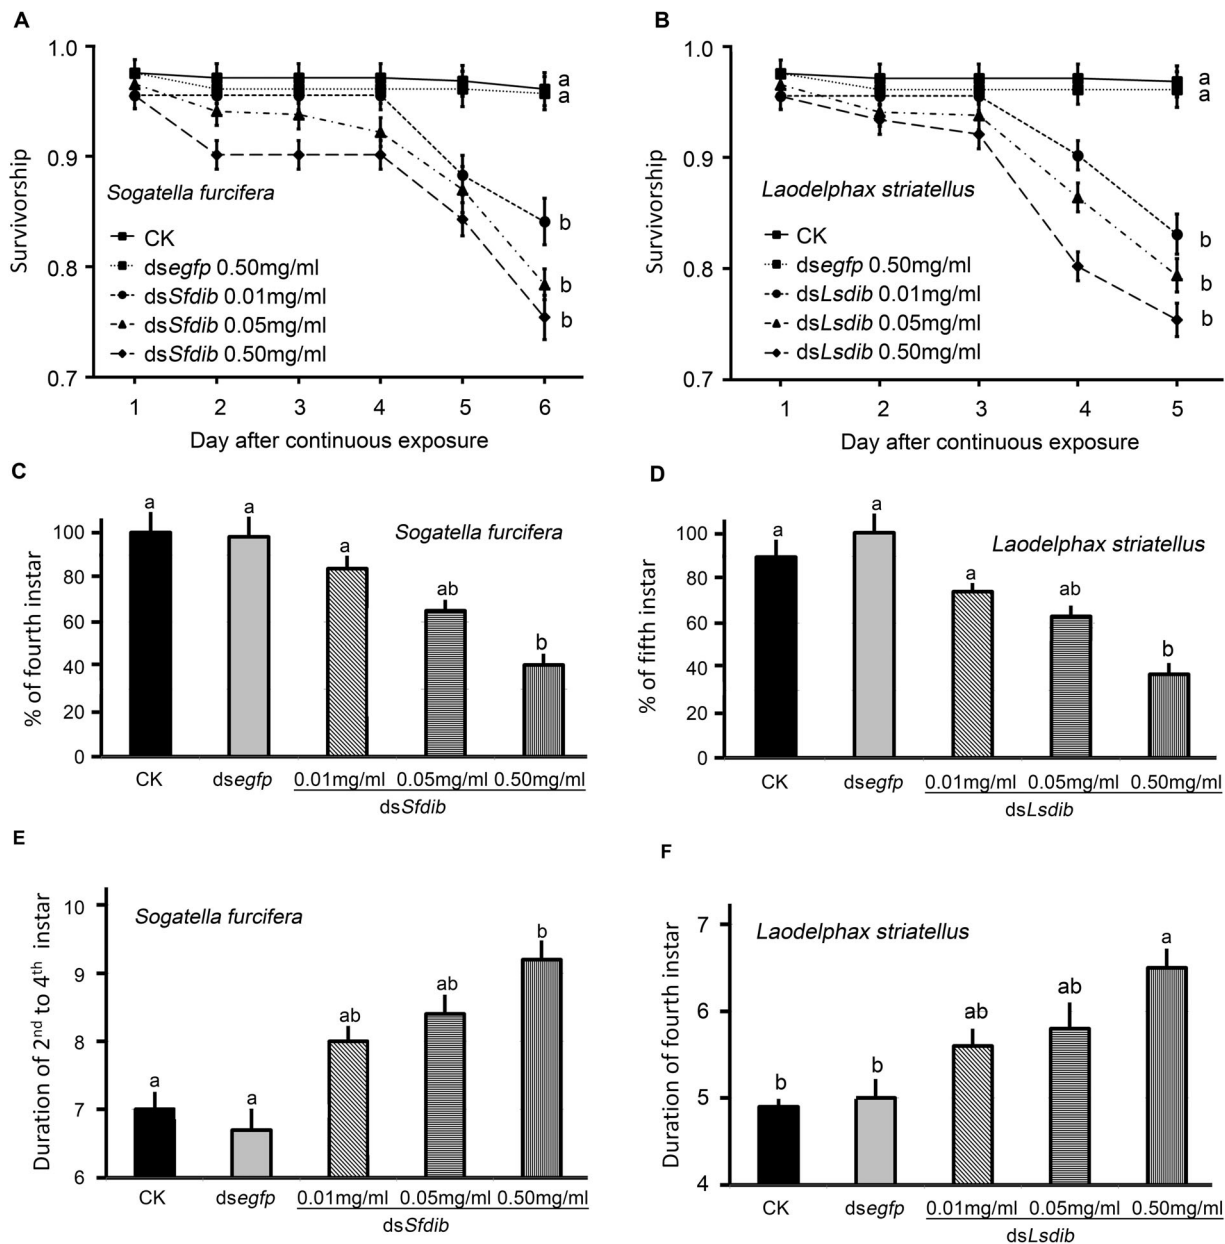 A
1.0
0.9
0.8
0.7
Survivorship
a
a
b
b
b
Sogatella furcifera
CK
dsegfp 0.50mg/ml
dsSfdib 0.01mg/ml
dsSfdib 0.05mg/ml
dsSfdib 0.50mg/ml
1 2 3 4 5 6
Day after continuous exposure
B
1.0
0.9
0.8
0.7
Survivorship
a
a
b
b
b
Laodelphax striatellus
CK
dsegfp 0.50mg/ml
dsLsdib 0.01mg/ml
dsLsdib 0.05mg/ml
dsLsdib 0.50mg/ml
1 2 3 4 5
Day after continuous exposure
C
Sogatella furcifera
% of fourth instar
100
80
60
40
20
0
a a a ab b
CK dsegfp 0.01mg/ml 0.05mg/ml 0.50mg/ml
dsSfdib
D
Laodelphax striatellus
% of fifth instar
100
80
60
40
20
0
a a a ab b
CK dsegfp 0.01mg/ml 0.05mg/ml 0.50mg/ml
dsLsdib
E
Sogatella furcifera
Duration of 2nd to 4th instar
10
9
8
7
6
a a ab ab b
CK dsegfp 0.01mg/ml 0.05mg/ml 0.50mg/ml
dsSfdib
F
Laodelphax striatellus
Duration of fourth instar
7
6
5
4
b b ab ab a
CK dsegfp 0.01mg/ml 0.05mg/ml 0.50mg/ml
dsLsdib